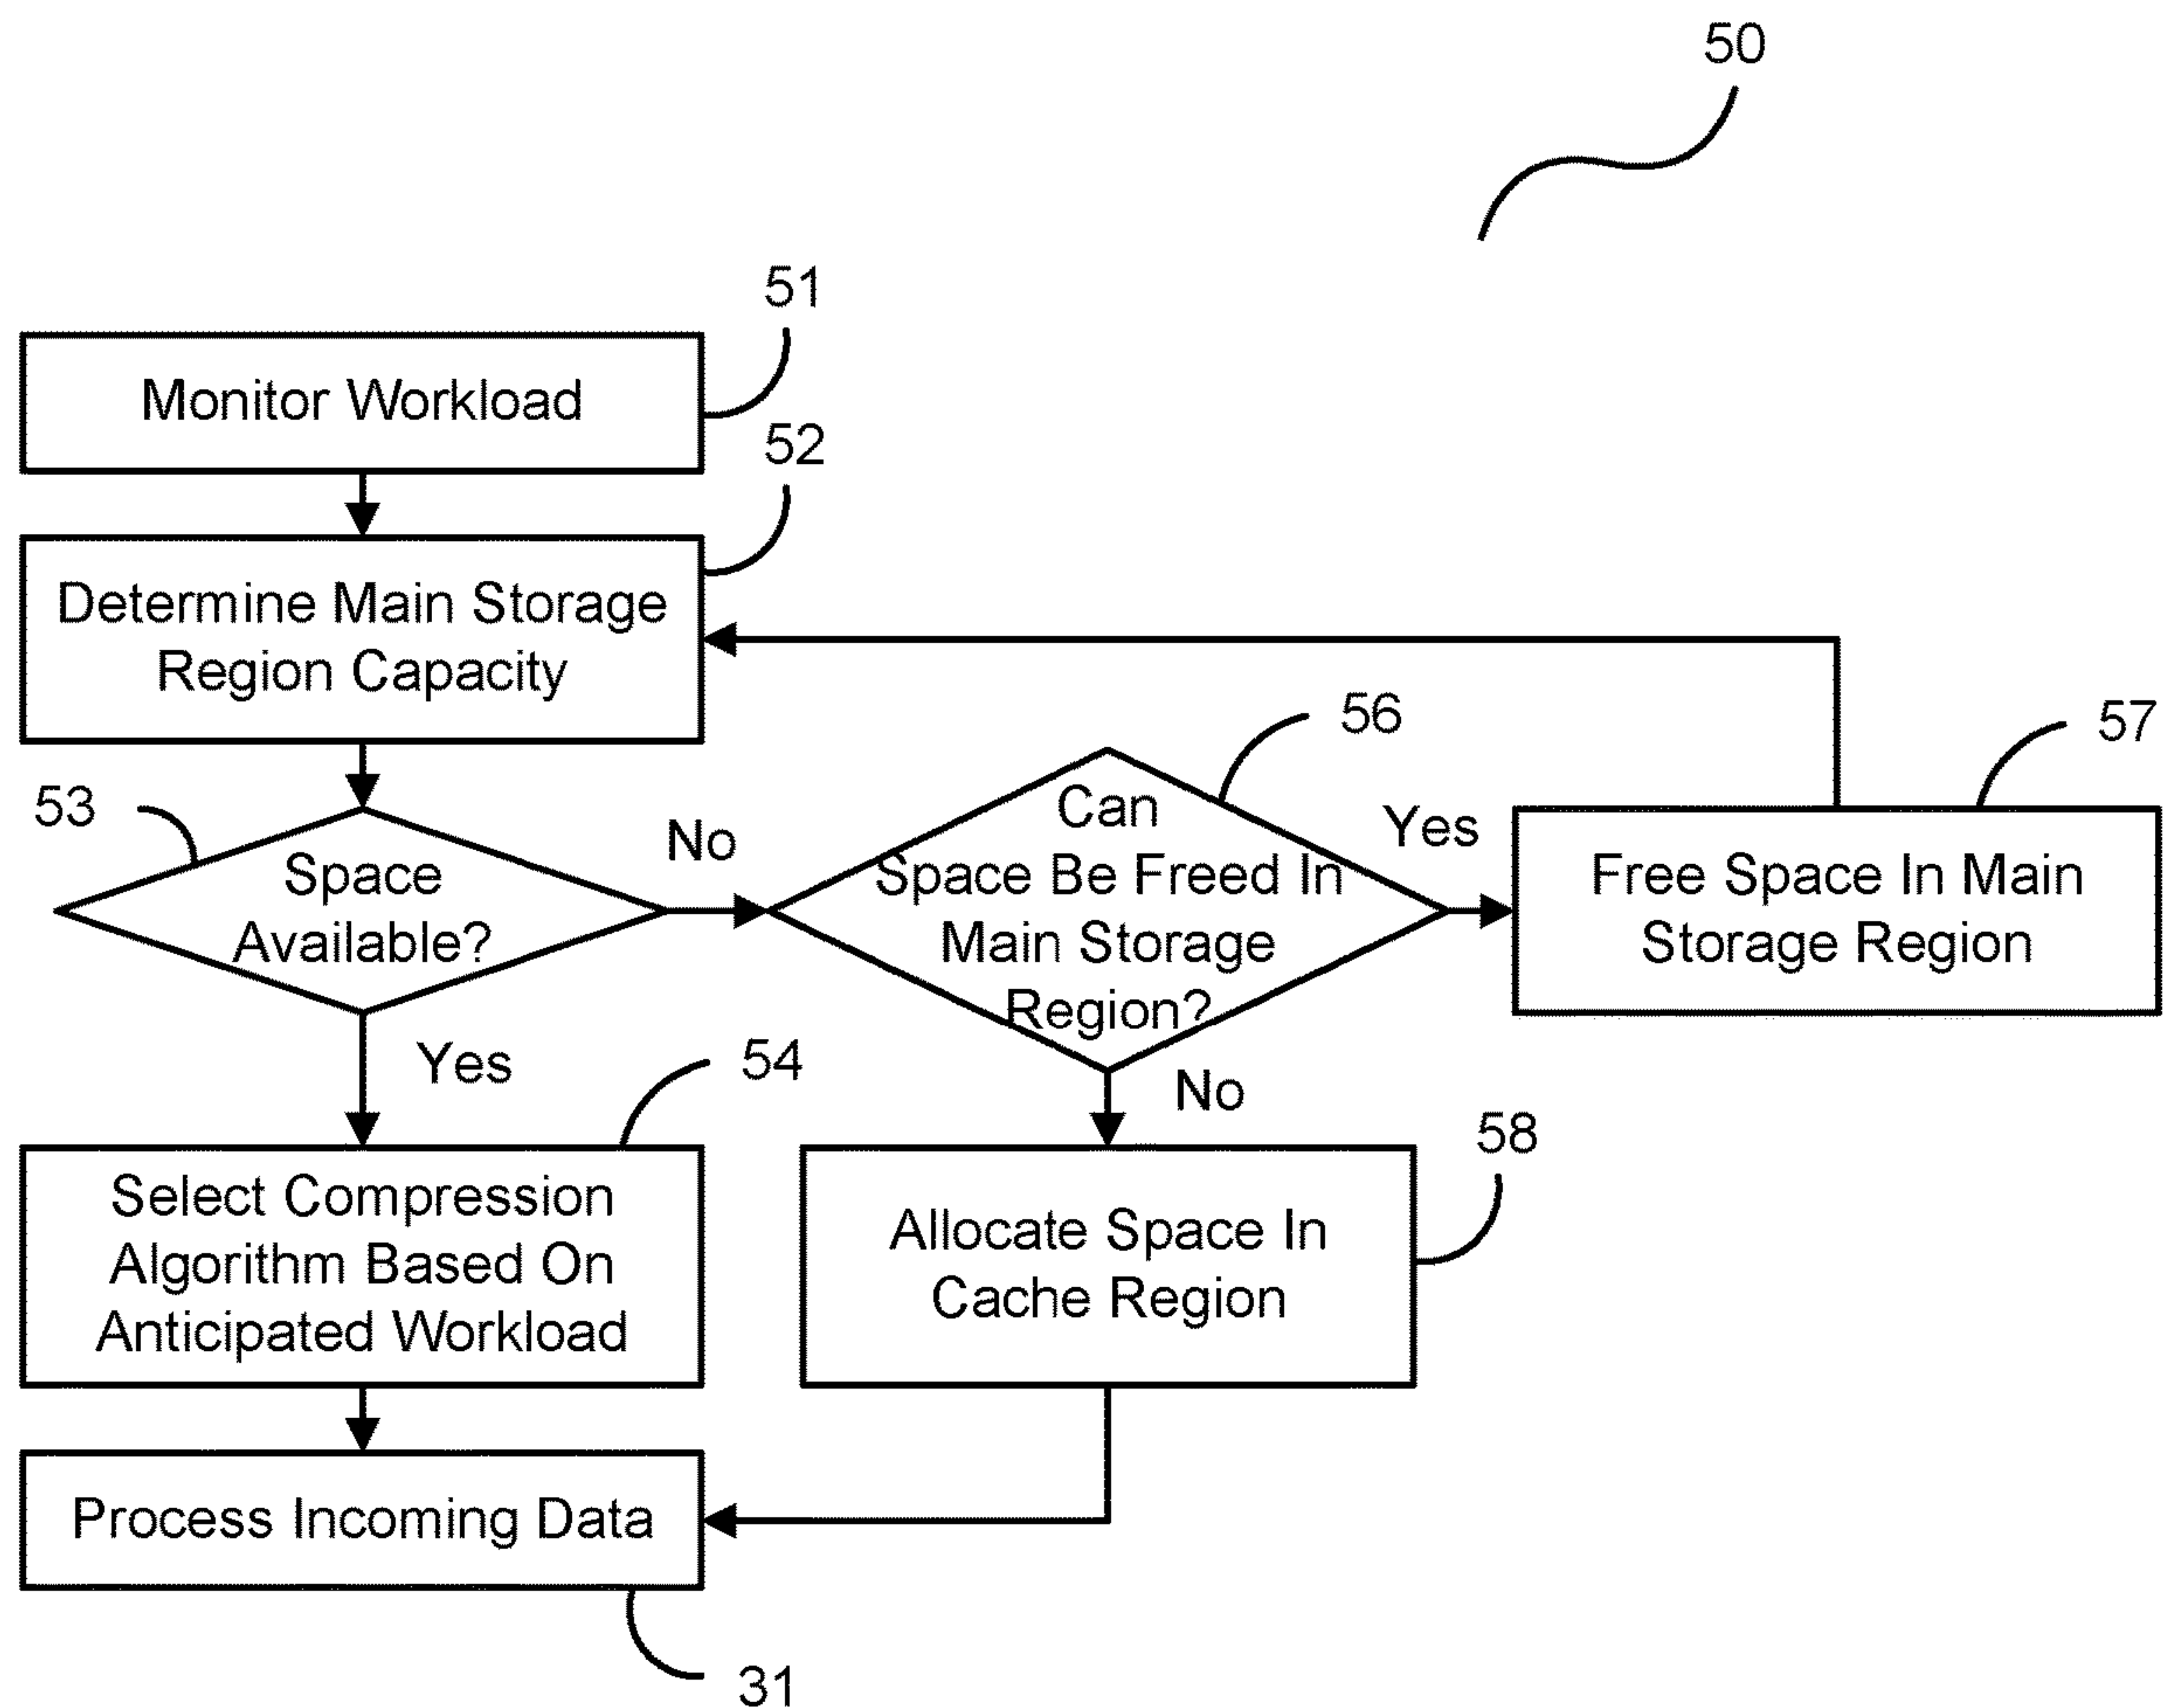 50
51
Monitor Workload
52
Determine Main Storage
Region Capacity
53
Space
Available?
No
56
Can
Space Be Freed In
Main Storage
Region?
Yes
57
Free Space In Main
Storage Region
Yes
54
Select Compression
Algorithm Based On
Anticipated Workload
No
58
Allocate Space In
Cache Region
Process Incoming Data
31